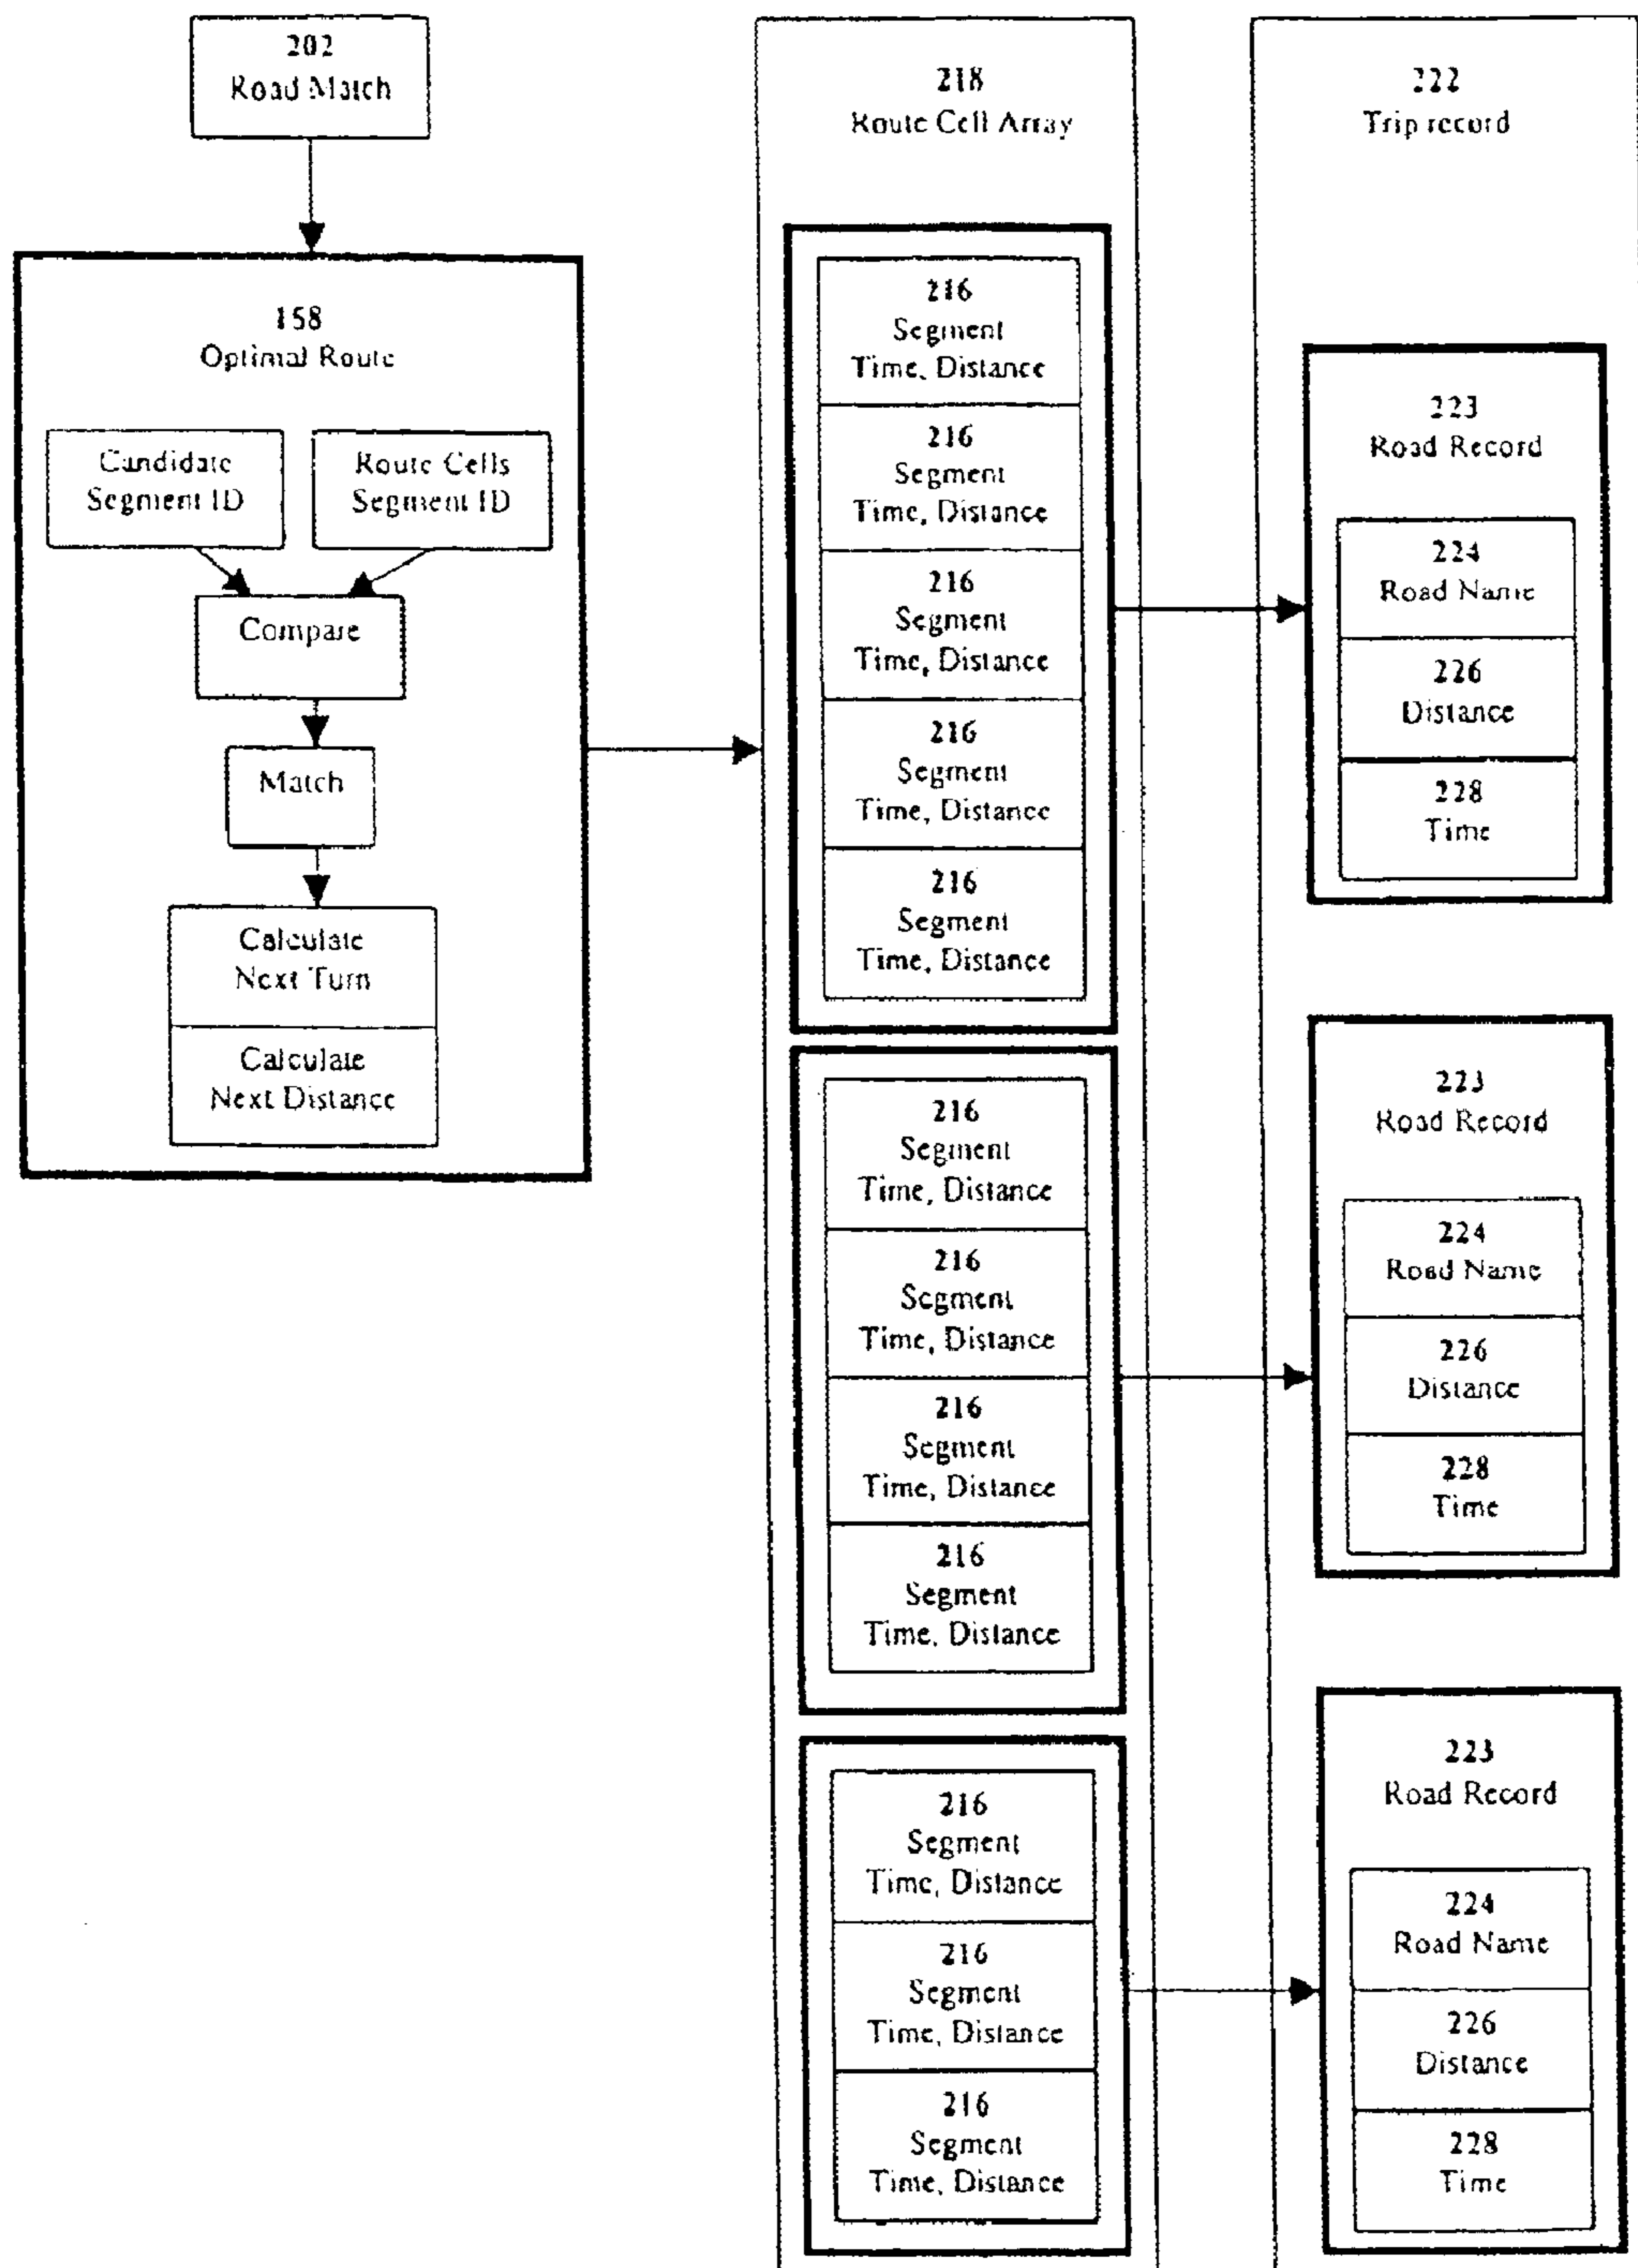 202
Road Match
158
Optimal Route
Candidate
Segment ID
Route Cells
Segment ID
Compare
Match
Calculate
Next Turn
Calculate
Next Distance
218
Route Cell Array
216
Segment
Time, Distance
216
Segment
Time, Distance
216
Segment
Time, Distance
216
Segment
Time, Distance
216
Segment
Time, Distance
216
Segment
Time, Distance
216
Segment
Time, Distance
216
Segment
Time, Distance
216
Segment
Time, Distance
216
Segment
Time, Distance
216
Segment
Time, Distance
216
Segment
Time, Distance
222
Trip record
223
Road Record
224
Road Name
226
Distance
228
Time
223
Road Record
224
Road Name
226
Distance
228
Time
223
Road Record
224
Road Name
226
Distance
228
Time